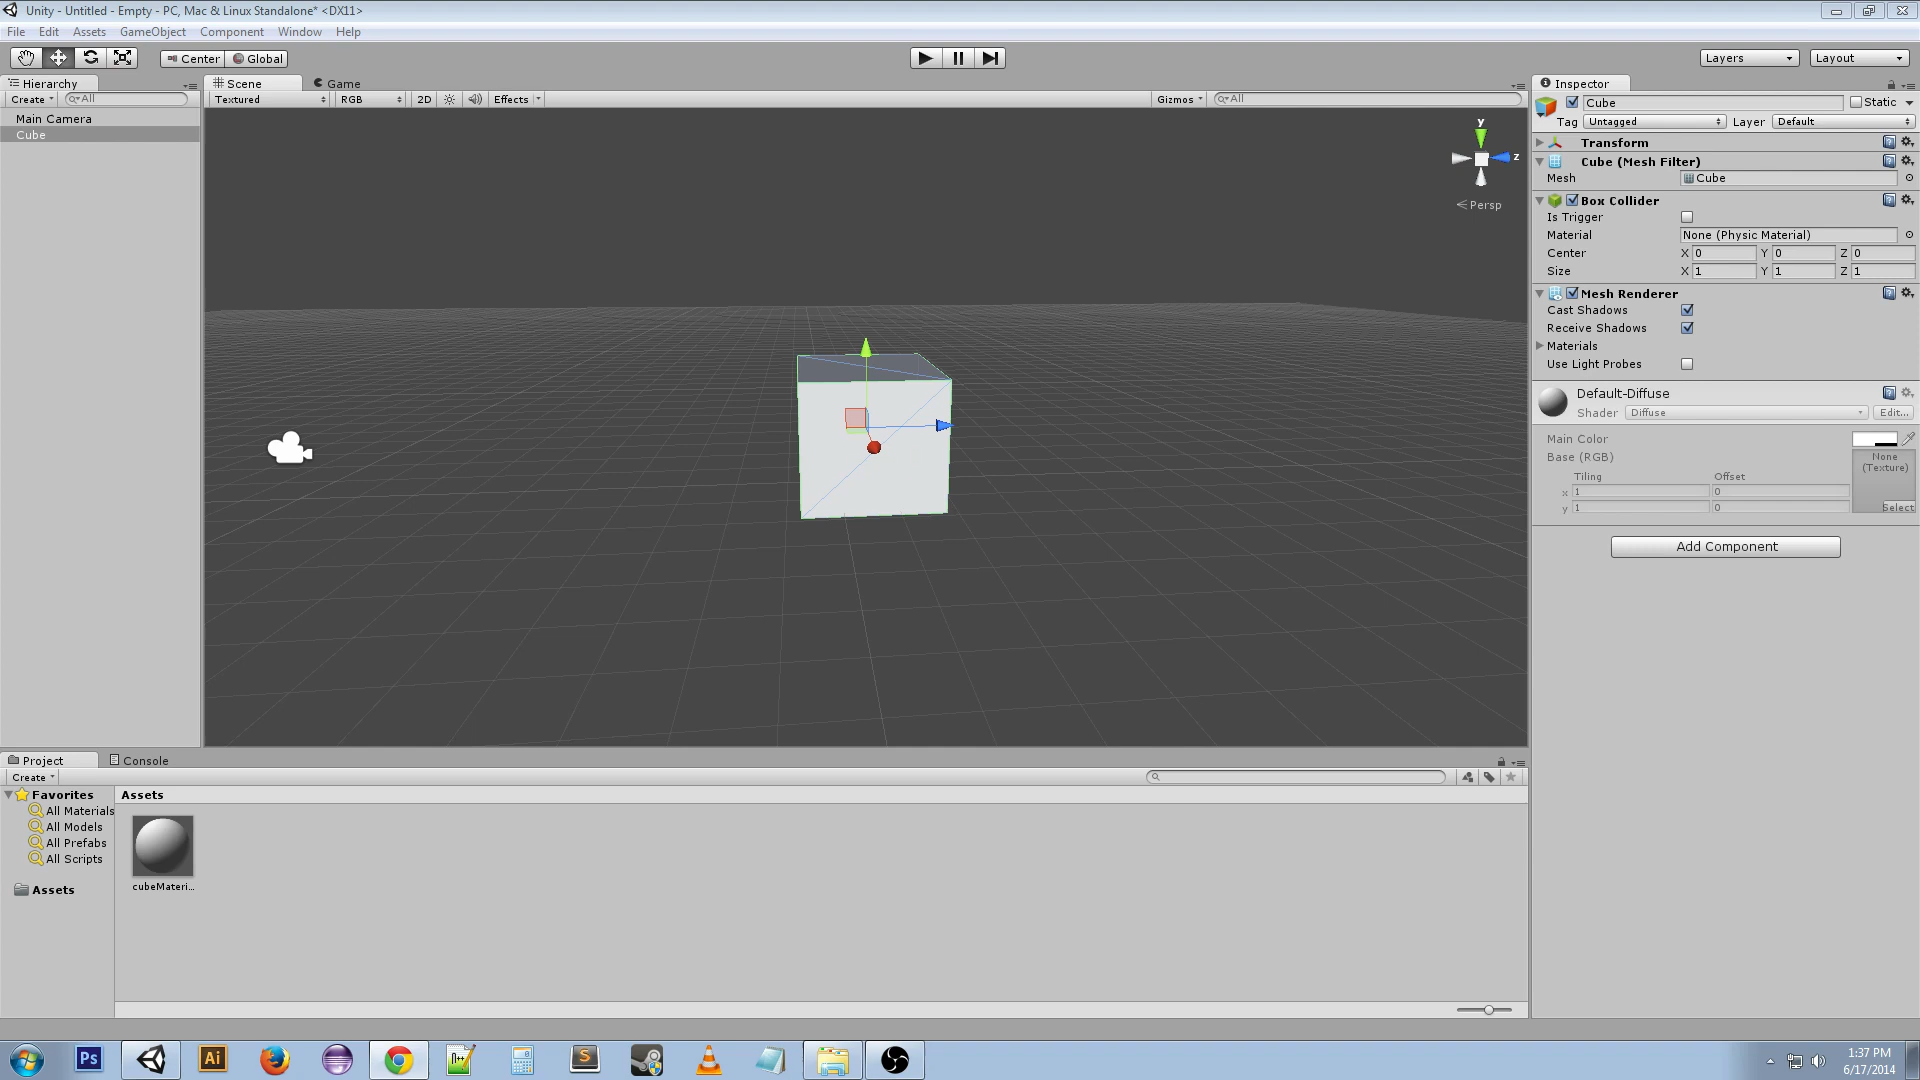 Unity - Untitled - Empty - PC, Mac & Linux Standalone* <DX11>
File Edit Assets GameObject Component Window Help
Center Global
Layers Layout
Hierarchy
Create All
Main Camera
Cube
Scene Game
Textured RGB 2D Effects Gizmos All
y
z
Persp
Inspector
Cube Static
Tag Untagged Layer Default
Transform
Cube (Mesh Filter)
Mesh Cube
Box Collider
Is Trigger
Material None (Physic Material)
Center X 0 Y 0 Z 0
Size X 1 Y 1 Z 1
Mesh Renderer
Cast Shadows
Receive Shadows
Materials
Use Light Probes
Default-Diffuse
Shader Diffuse Edit...
Main Color
Base (RGB) None
(Texture)
Tiling Offset
x 1 0
y 1 0 Select
Add Component
Project Console
Create
Favorites
All Materials
All Models
All Prefabs
All Scripts
Assets
Assets
cubeMateri...
Ps
Ai
S
1:37 PM
6/17/2014